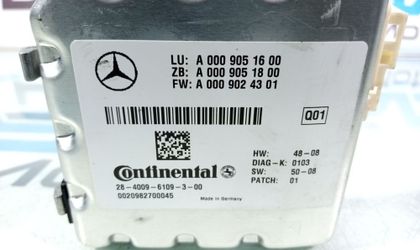 LU: A 000 905 16 00
ZB: A 000 905 18 00
FW: A 000 902 43 01
Q01
Continental
28-4009-6109-3-00
0020982700045
Made in Germany
HW: 48-08
DIAG-K: 0103
SW: 50-08
PATCH: 01